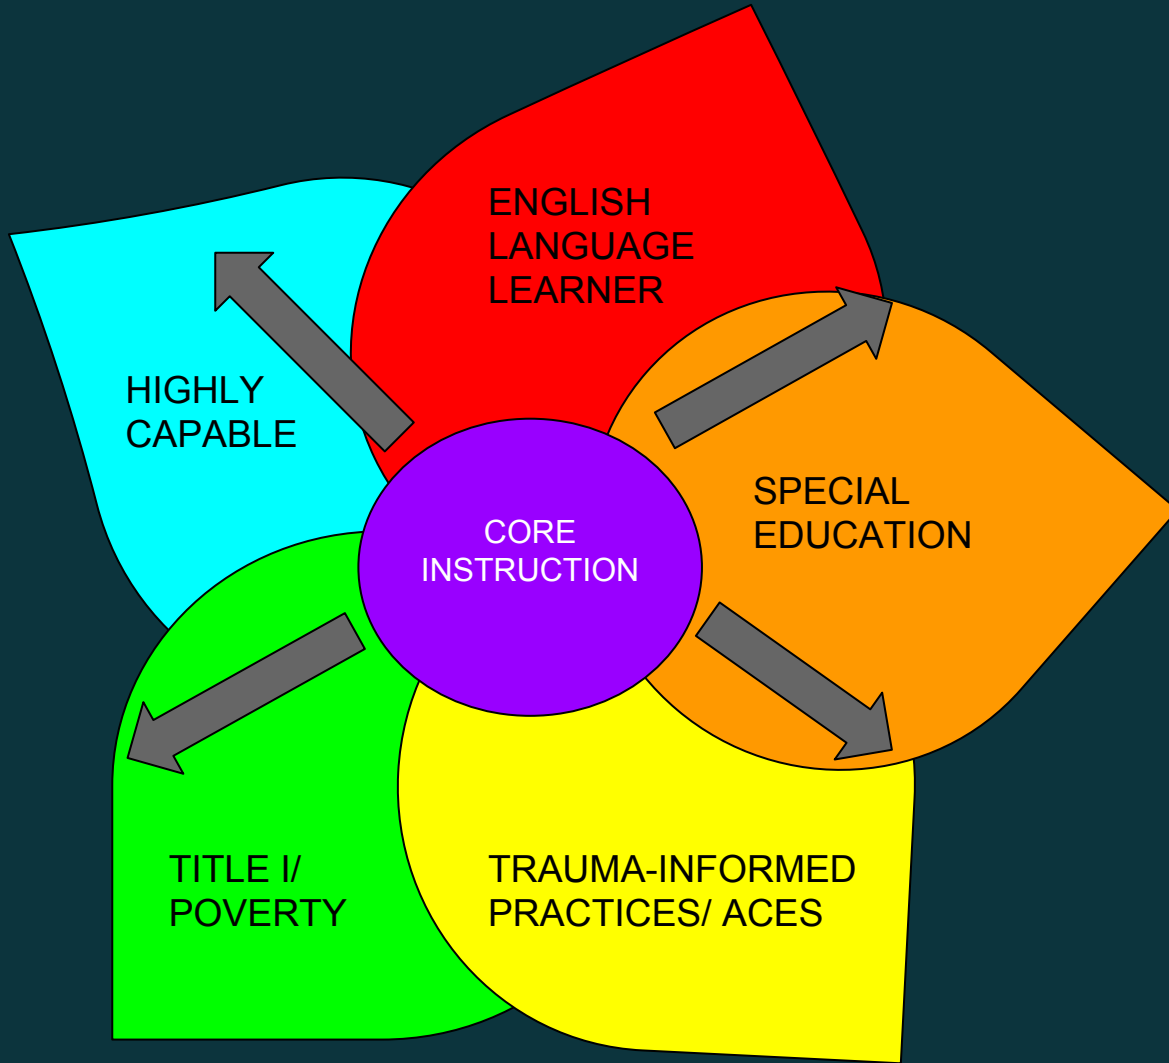 ENGLISH
LANGUAGE
LEARNER
HIGHLY
CAPABLE
SPECIAL
EDUCATION
CORE
INSTRUCTION
TITLE I/
POVERTY
TRAUMA-INFORMED
PRACTICES/ ACES